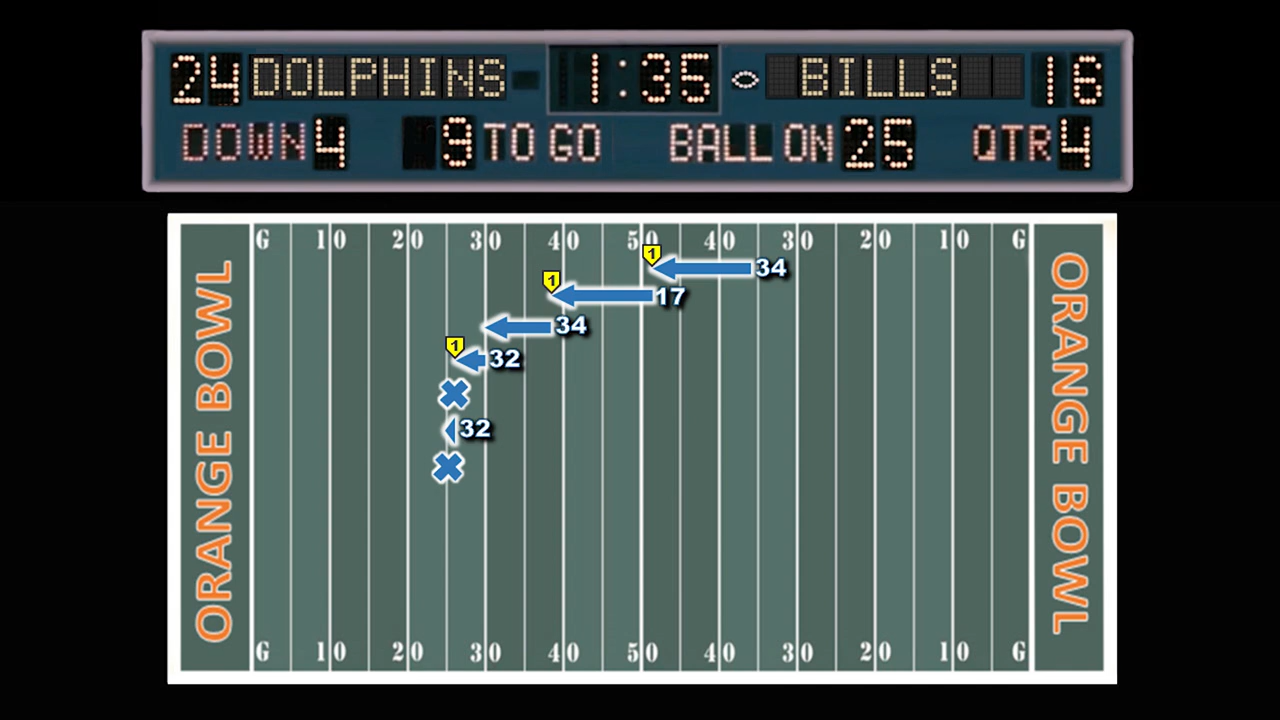 24 DOLPHINS 1:35 BILLS 16
DOWN 4 9 TO GO BALL ON 25 QTR 4
G 10 20 30 40 50 40 30 20 10 G
1
34
1
17
34
1
32
32
ORANGE BOWL
ORANGE BOWL
G 10 20 30 40 50 40 30 20 10 G